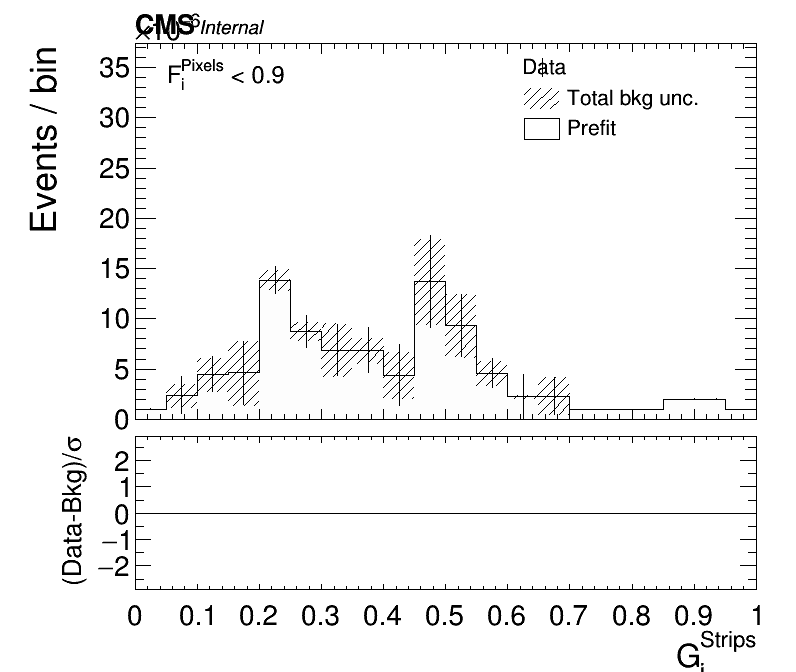 CMS Internal
×10⁻⁶
Events / bin
F_i^Pixels < 0.9
Data
Total bkg unc.
Prefit
35
30
25
20
15
10
5
0
(Data-Bkg)/σ
2
1
0
−1
−2
0 0.1 0.2 0.3 0.4 0.5 0.6 0.7 0.8 0.9 1
G_i^Strips